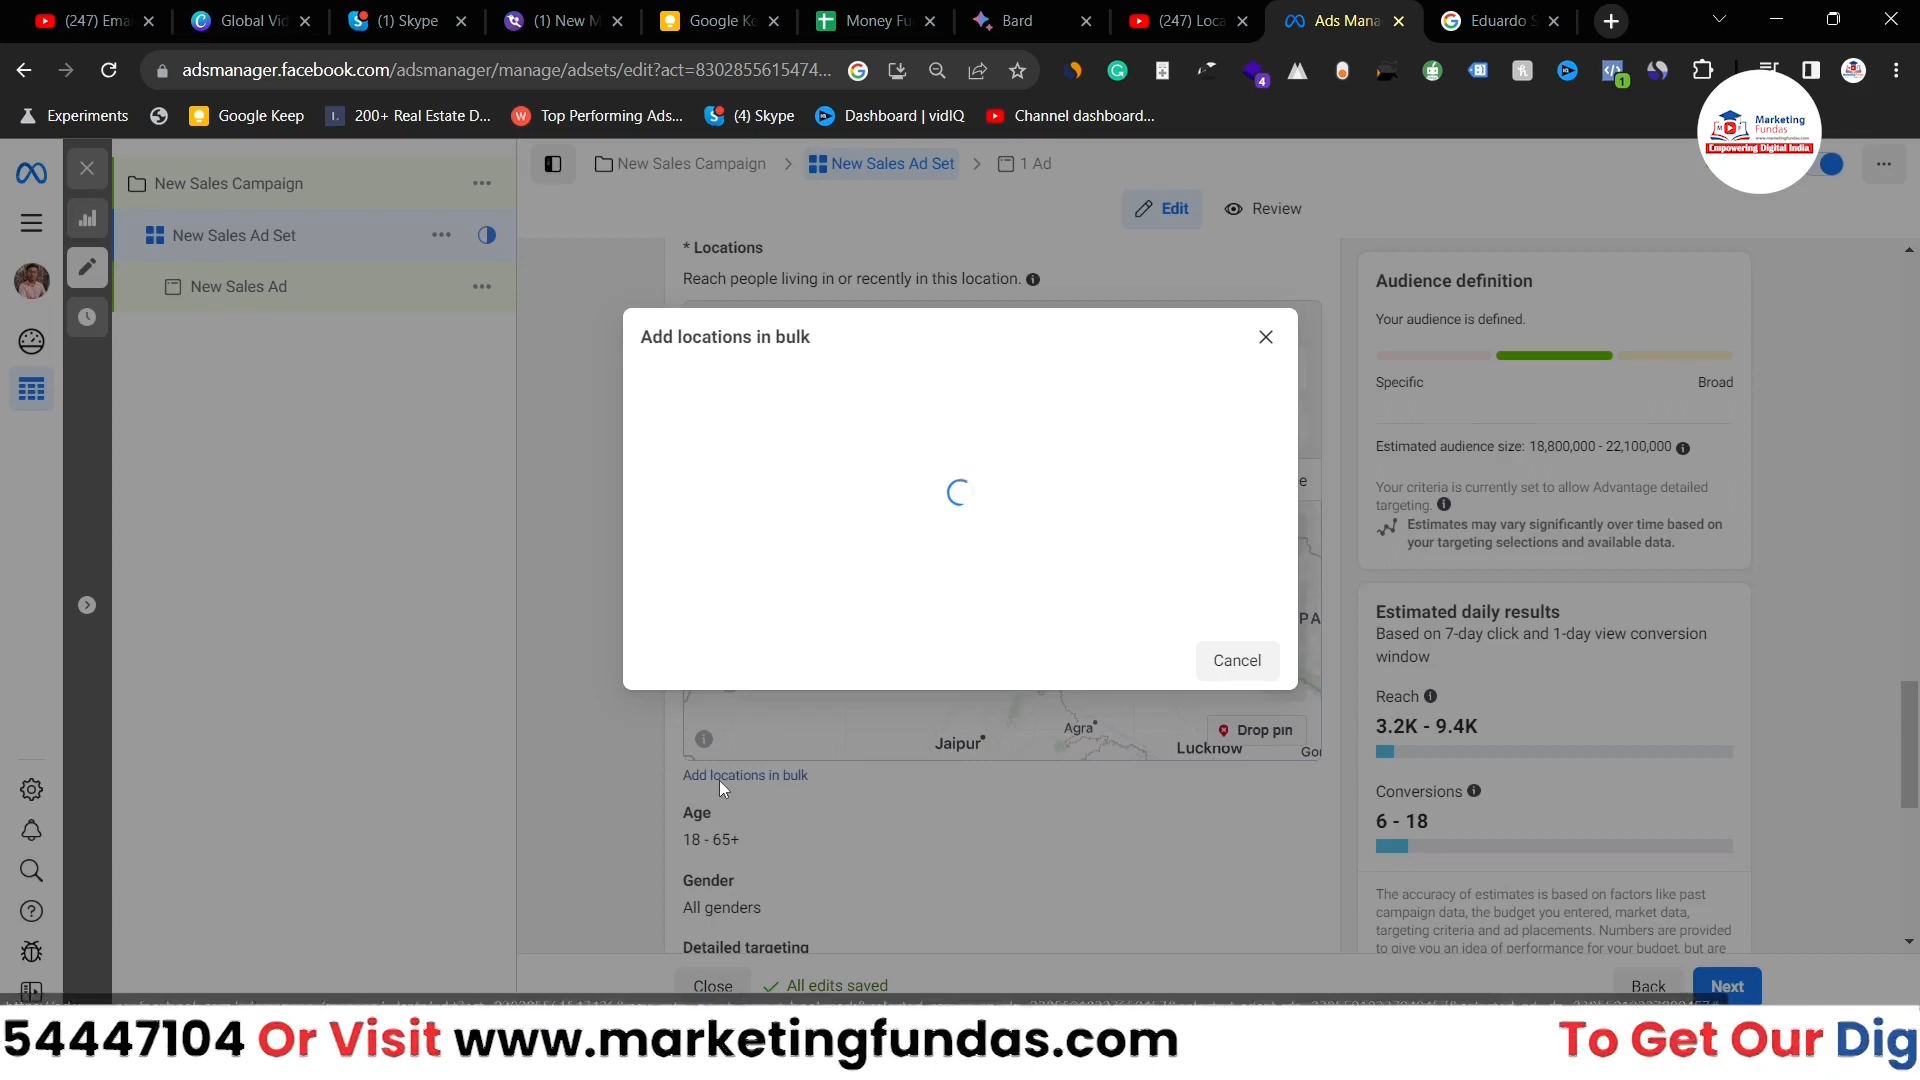 (247) Ema
Global Vid
(1) Skype
(1) New M
Google Ke
Money Fu
Bard
(247) Loca
Ads Mana
Eduardo S
adsmanager.facebook.com/adsmanager/manage/adsets/edit?act=8302855615474...
4
1
Experiments
Google Keep
200+ Real Estate D...
Top Performing Ads...
(4) Skype
Dashboard | vidIQ
Channel dashboard...
Marketing
Fundas
www.marketingfundas.com
Empowering Digital India
New Sales Campaign
New Sales Ad Set
New Sales Ad
New Sales Campaign
New Sales Ad Set
1 Ad
Edit
Review
* Locations
Reach people living in or recently in this location.
Add locations in bulk
Cancel
e
PA
Agra
Drop pin
Jaipur
Lucknow
Gor
Add locations in bulk
Age
18 - 65+
Gender
All genders
Detailed targeting
Close
All edits saved
Back
Next
Audience definition
Your audience is defined.
Specific
Broad
Estimated audience size: 18,800,000 - 22,100,000
Your criteria is currently set to allow Advantage detailed
targeting.
Estimates may vary significantly over time based on
your targeting selections and available data.
Estimated daily results
Based on 7-day click and 1-day view conversion
window
Reach
3.2K - 9.4K
Conversions
6 - 18
The accuracy of estimates is based on factors like past
campaign data, the budget you entered, market data,
targeting criteria and ad placements. Numbers are provided
to give you an idea of performance for your budget, but are
54447104 Or Visit www.marketingfundas.com
To Get Our Dig